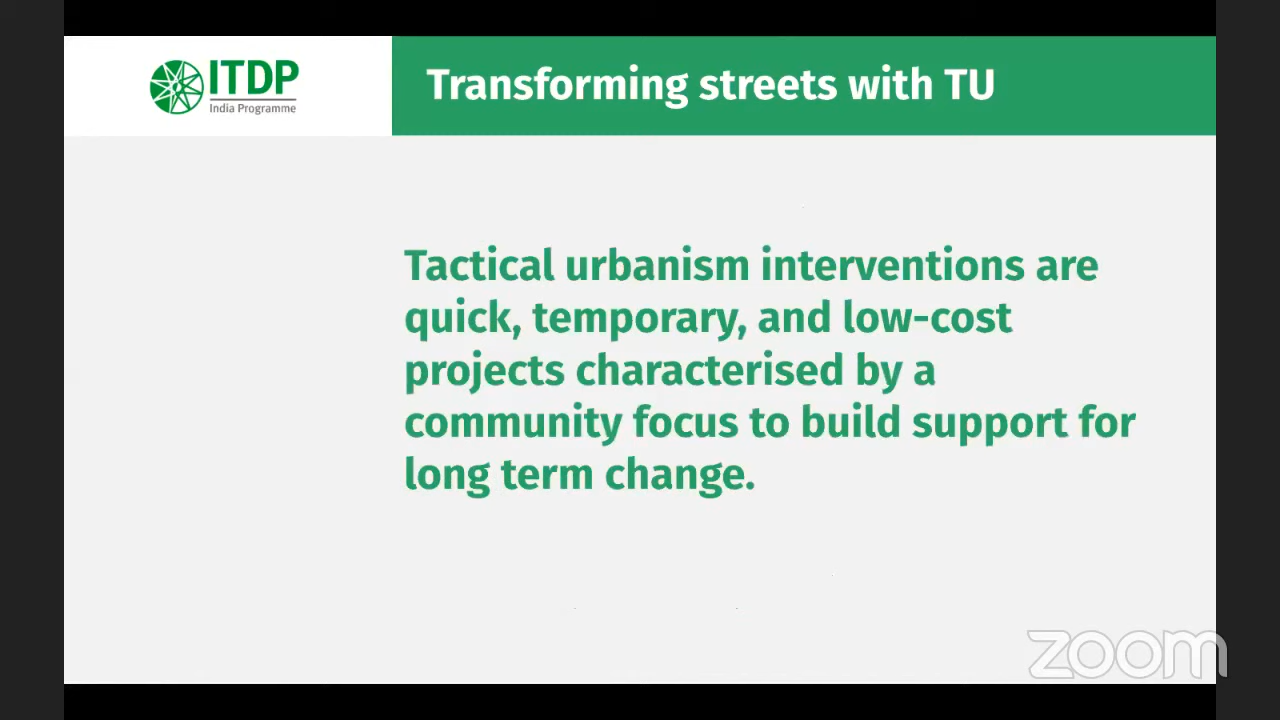 ITDP
India Programme
Transforming streets with TU
Tactical urbanism interventions are
quick, temporary, and low-cost
projects characterised by a
community focus to build support for
long term change.
zoom